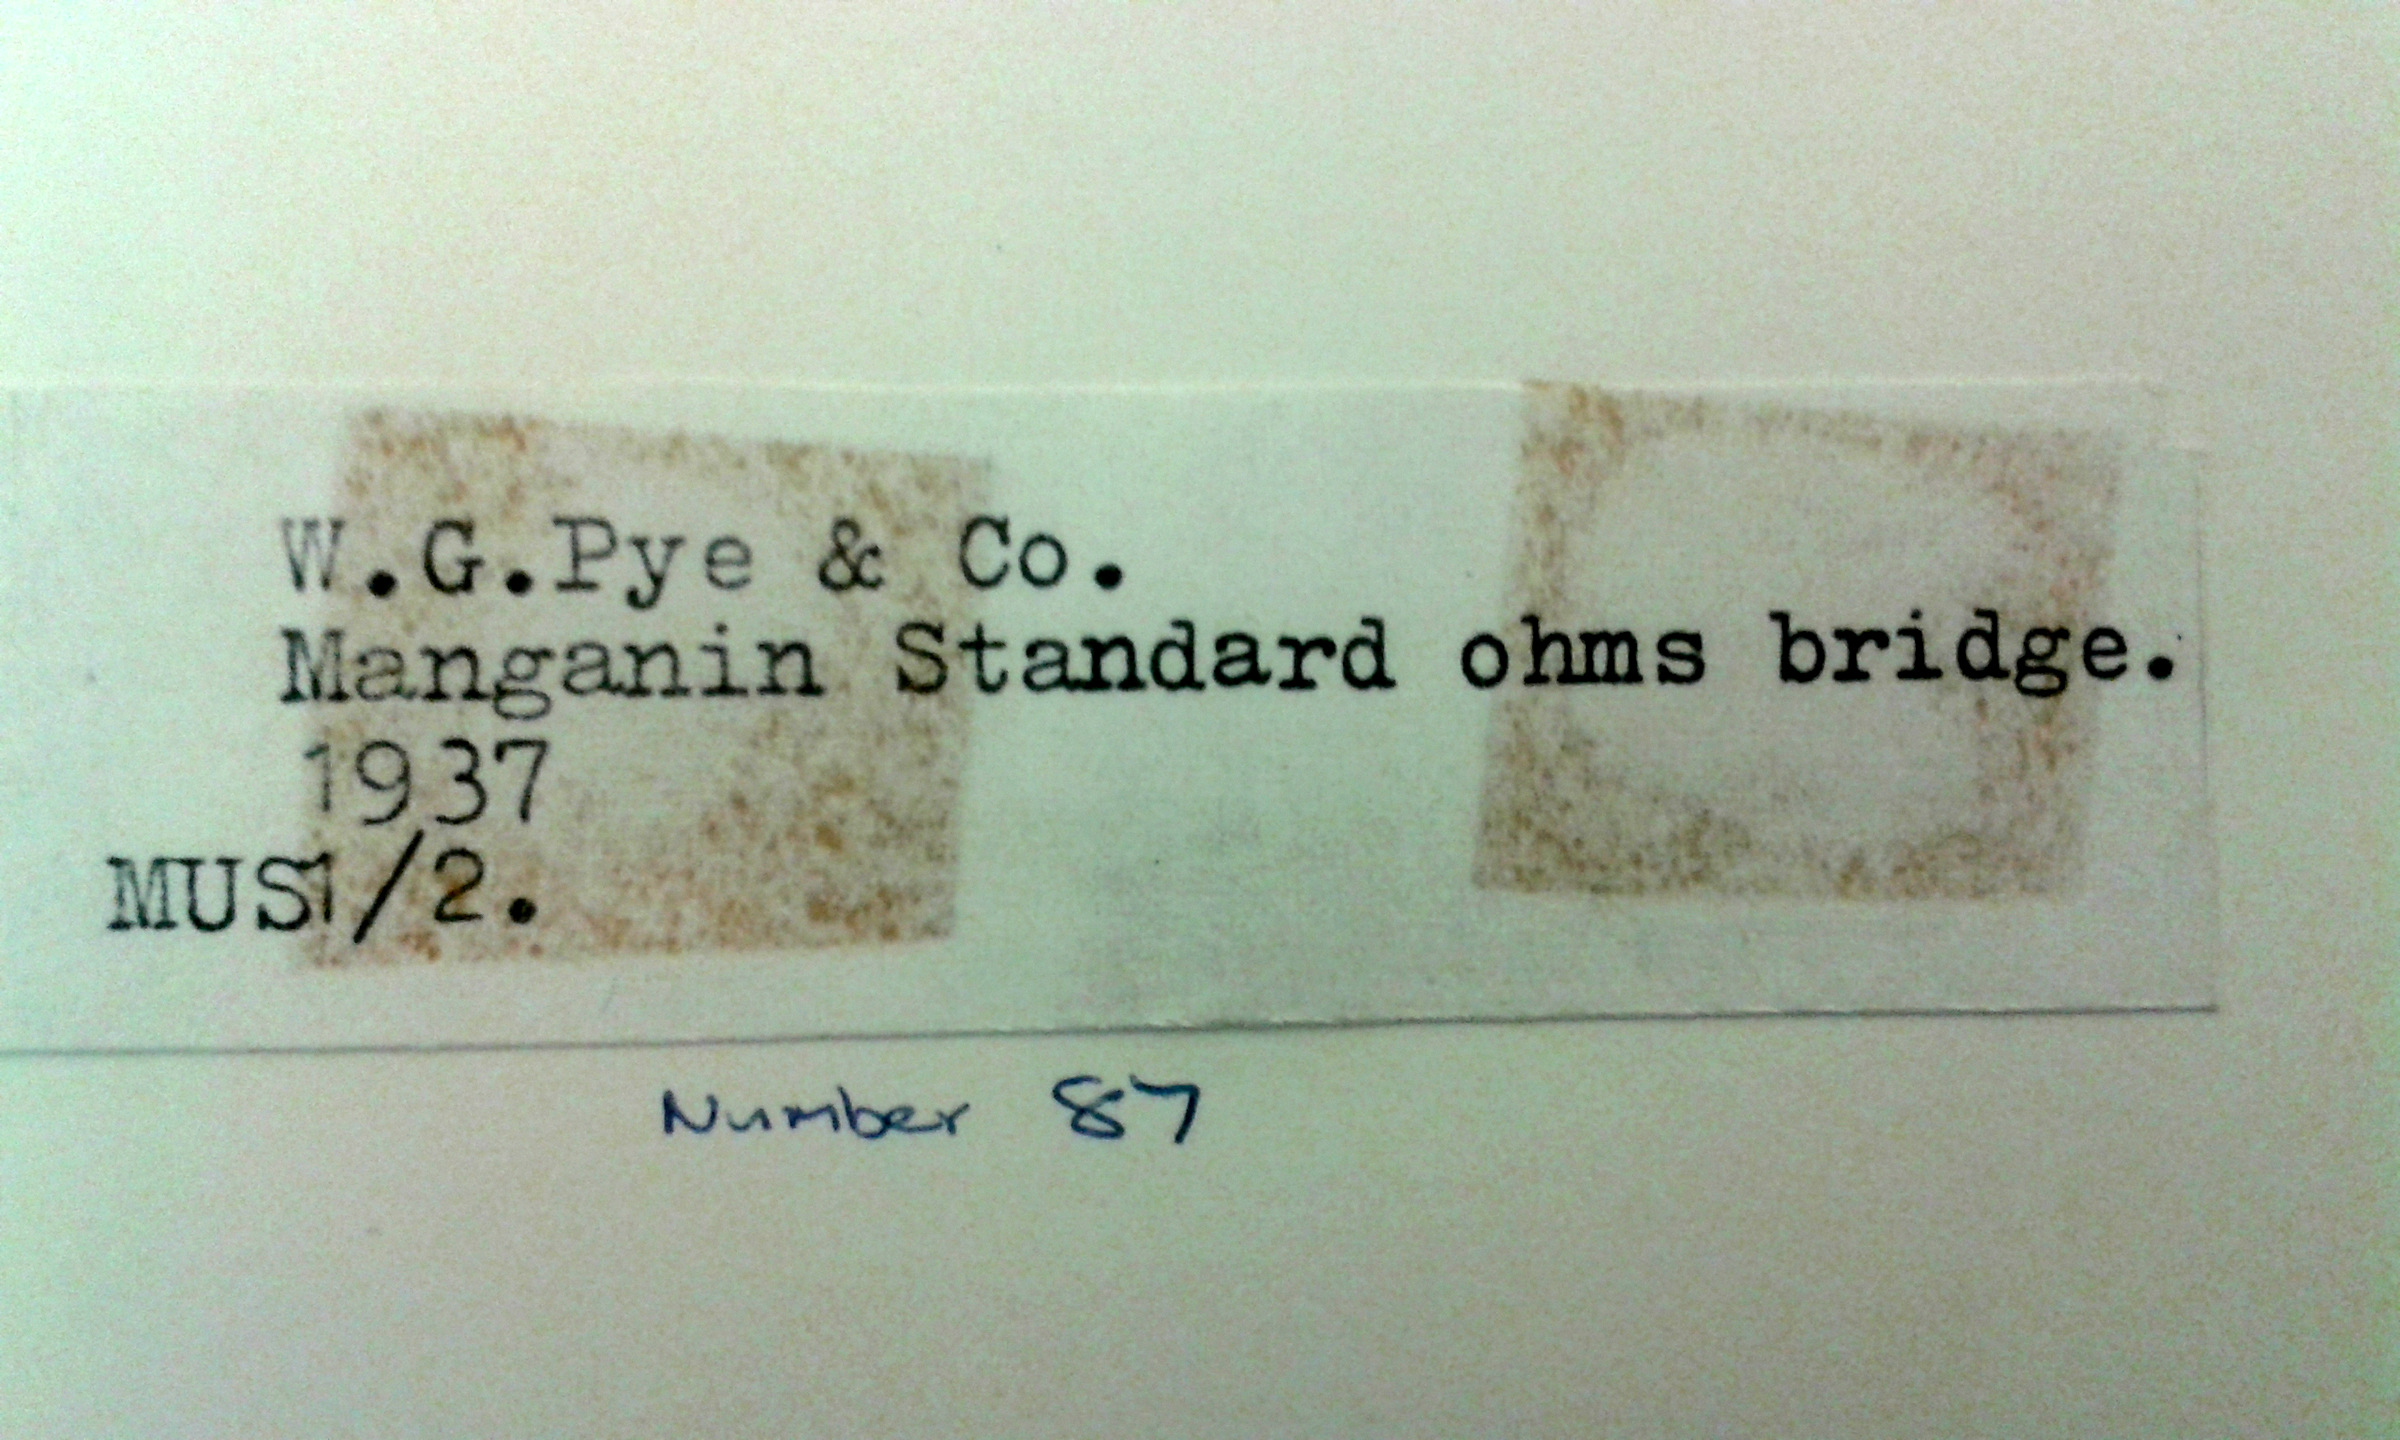 W.G.Pye & Co.
Manganin Standard ohms bridge.
1937
MUS1/2.
Number 87